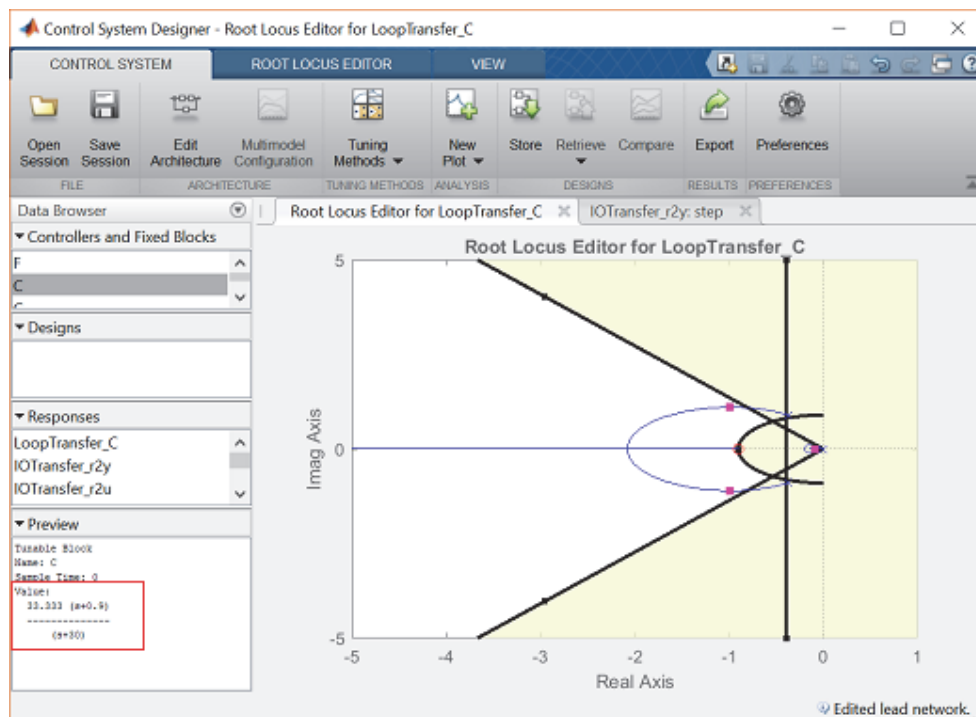 Control System Designer - Root Locus Editor for LoopTransfer_C
CONTROL SYSTEM ROOT LOCUS EDITOR VIEW
Open Session
Save Session
Edit Architecture
Multimodel Configuration
Tuning Methods
New Plot
Store
Retrieve
Compare
Export
Preferences
FILE ARCHITECTURE TUNING METHODS ANALYSIS DESIGNS RESULTS PREFERENCES
Data Browser
Root Locus Editor for LoopTransfer_C
IOTransfer_r2y: step
Controllers and Fixed Blocks
F
C
Designs
Responses
LoopTransfer_C
IOTransfer_r2y
IOTransfer_r2u
Preview
Tunable Block
Name: C
Sample Time: 0
Value:
33.333 (s+0.9)
--------------
(s+30)
Root Locus Editor for LoopTransfer_C
Imag Axis
5
0
-5
-5 -4 -3 -2 -1 0 1
Real Axis
Edited lead network.